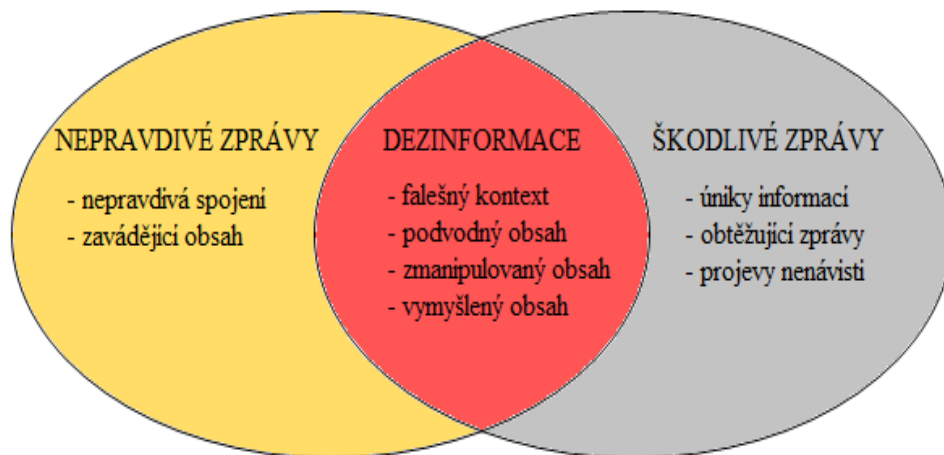 NEPRAVDIVÉ ZPRÁVY
- nepravdivá spojení
- zavádějící obsah
DEZINFORMACE
- falešný kontext
- podvodný obsah
- zmanipulovaný obsah
- vymyšlený obsah
ŠKODLIVÉ ZPRÁVY
- úniky informací
- obtěžující zprávy
- projevy nenávisti